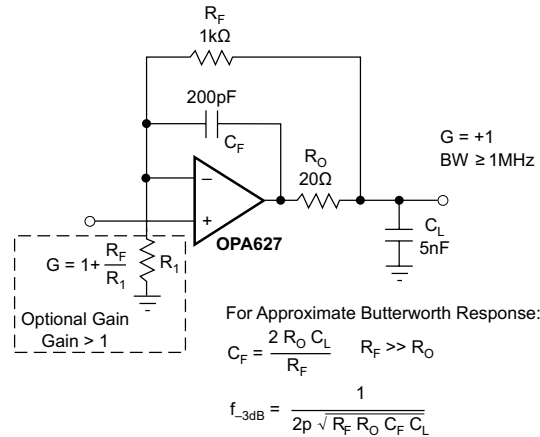 R_F
1kΩ
200pF
C_F
G = +1
BW ≥ 1MHz
R_O
20Ω
–
+
OPA627
C_L
5nF
G = 1+ R_F/R_1
R_1
Optional Gain
Gain > 1
For Approximate Butterworth Response:
C_F = 2 R_O C_L / R_F    R_F >> R_O
f_–3dB = 1 / 2p √ R_F R_O C_F C_L